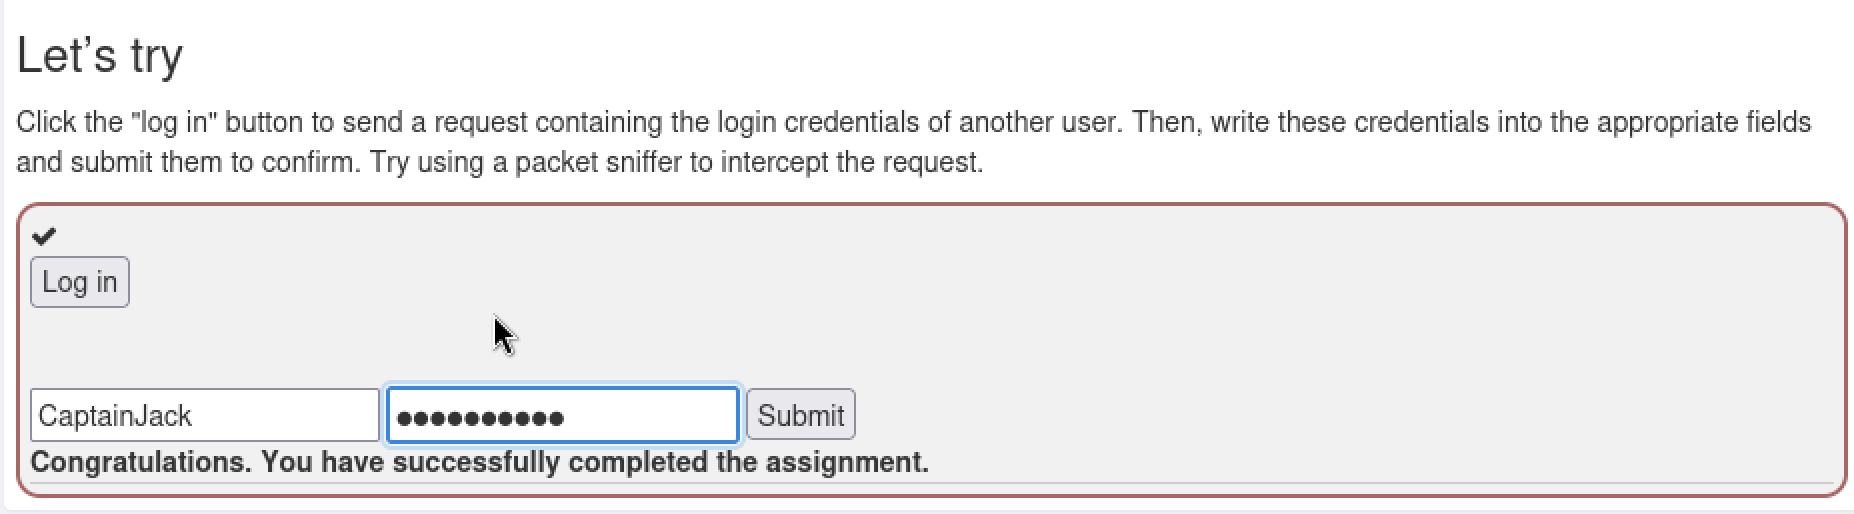 Let’s try
Click the "log in" button to send a request containing the login credentials of another user. Then, write these credentials into the appropriate fields
and submit them to confirm. Try using a packet sniffer to intercept the request.
Log in
CaptainJack •••••••••• Submit
Congratulations. You have successfully completed the assignment.